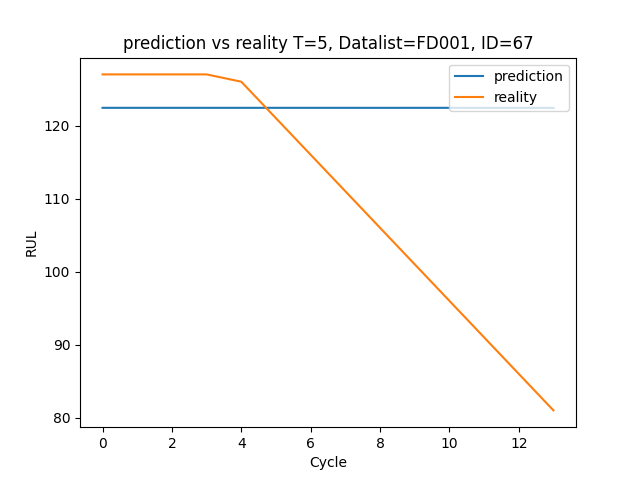 prediction vs reality T=5, Datalist=FD001, ID=67
prediction
reality
RUL
120
110
100
90
80
0 2 4 6 8 10 12
Cycle